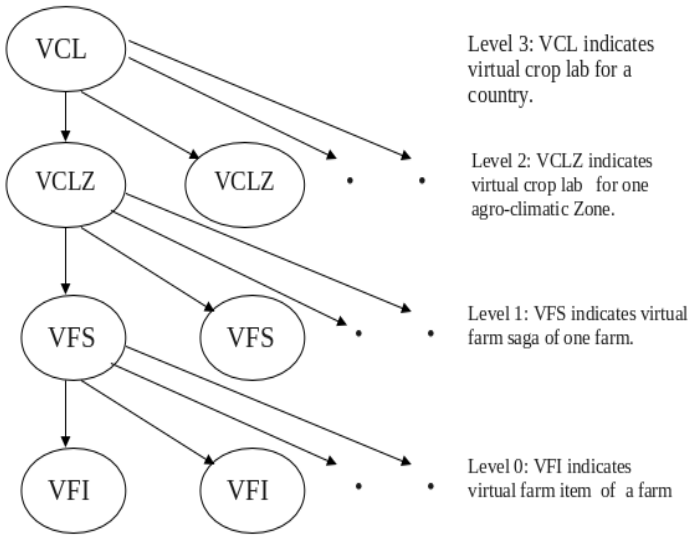 VCL
Level 3: VCL indicates
virtual crop lab for a
country.
VCLZ
VCLZ
Level 2: VCLZ indicates
virtual crop lab for one
agro-climatic Zone.
VFS
VFS
Level 1: VFS indicates virtual
farm saga of one farm.
VFI
VFI
Level 0: VFI indicates
virtual farm item of a farm